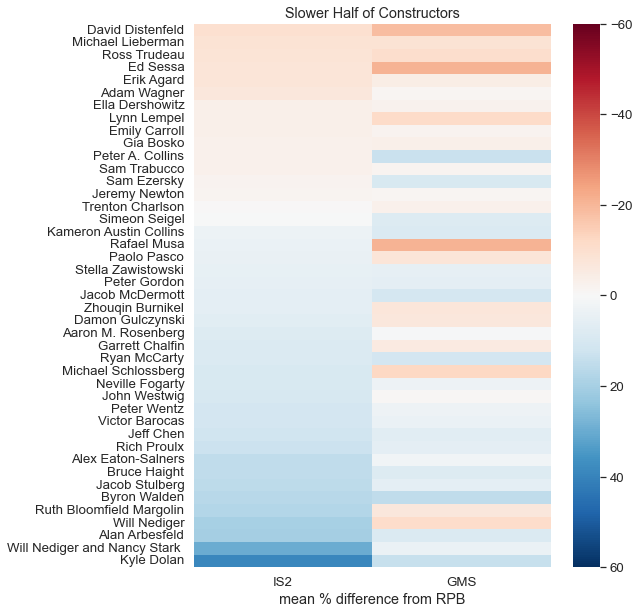 Slower Half of Constructors
David Distenfeld
Michael Lieberman
Ross Trudeau
Ed Sessa
Erik Agard
Adam Wagner
Ella Dershowitz
Lynn Lempel
Emily Carroll
Gia Bosko
Peter A. Collins
Sam Trabucco
Sam Ezersky
Jeremy Newton
Trenton Charlson
Simeon Seigel
Kameron Austin Collins
Rafael Musa
Paolo Pasco
Stella Zawistowski
Peter Gordon
Jacob McDermott
Zhouqin Burnikel
Damon Gulczynski
Aaron M. Rosenberg
Garrett Chalfin
Ryan McCarty
Michael Schlossberg
Neville Fogarty
John Westwig
Peter Wentz
Victor Barocas
Jeff Chen
Rich Proulx
Alex Eaton-Salners
Bruce Haight
Jacob Stulberg
Byron Walden
Ruth Bloomfield Margolin
Will Nediger
Alan Arbesfeld
Will Nediger and Nancy Stark
Kyle Dolan
IS2
GMS
mean % difference from RPB
−60
−40
−20
0
20
40
60